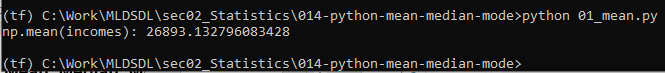 (tf) C:\Work\MLDSDL\sec02_Statistics\014-python-mean-median-mode>python 01_mean.py
np.mean(incomes): 26893.132796083428
(tf) C:\Work\MLDSDL\sec02_Statistics\014-python-mean-median-mode>